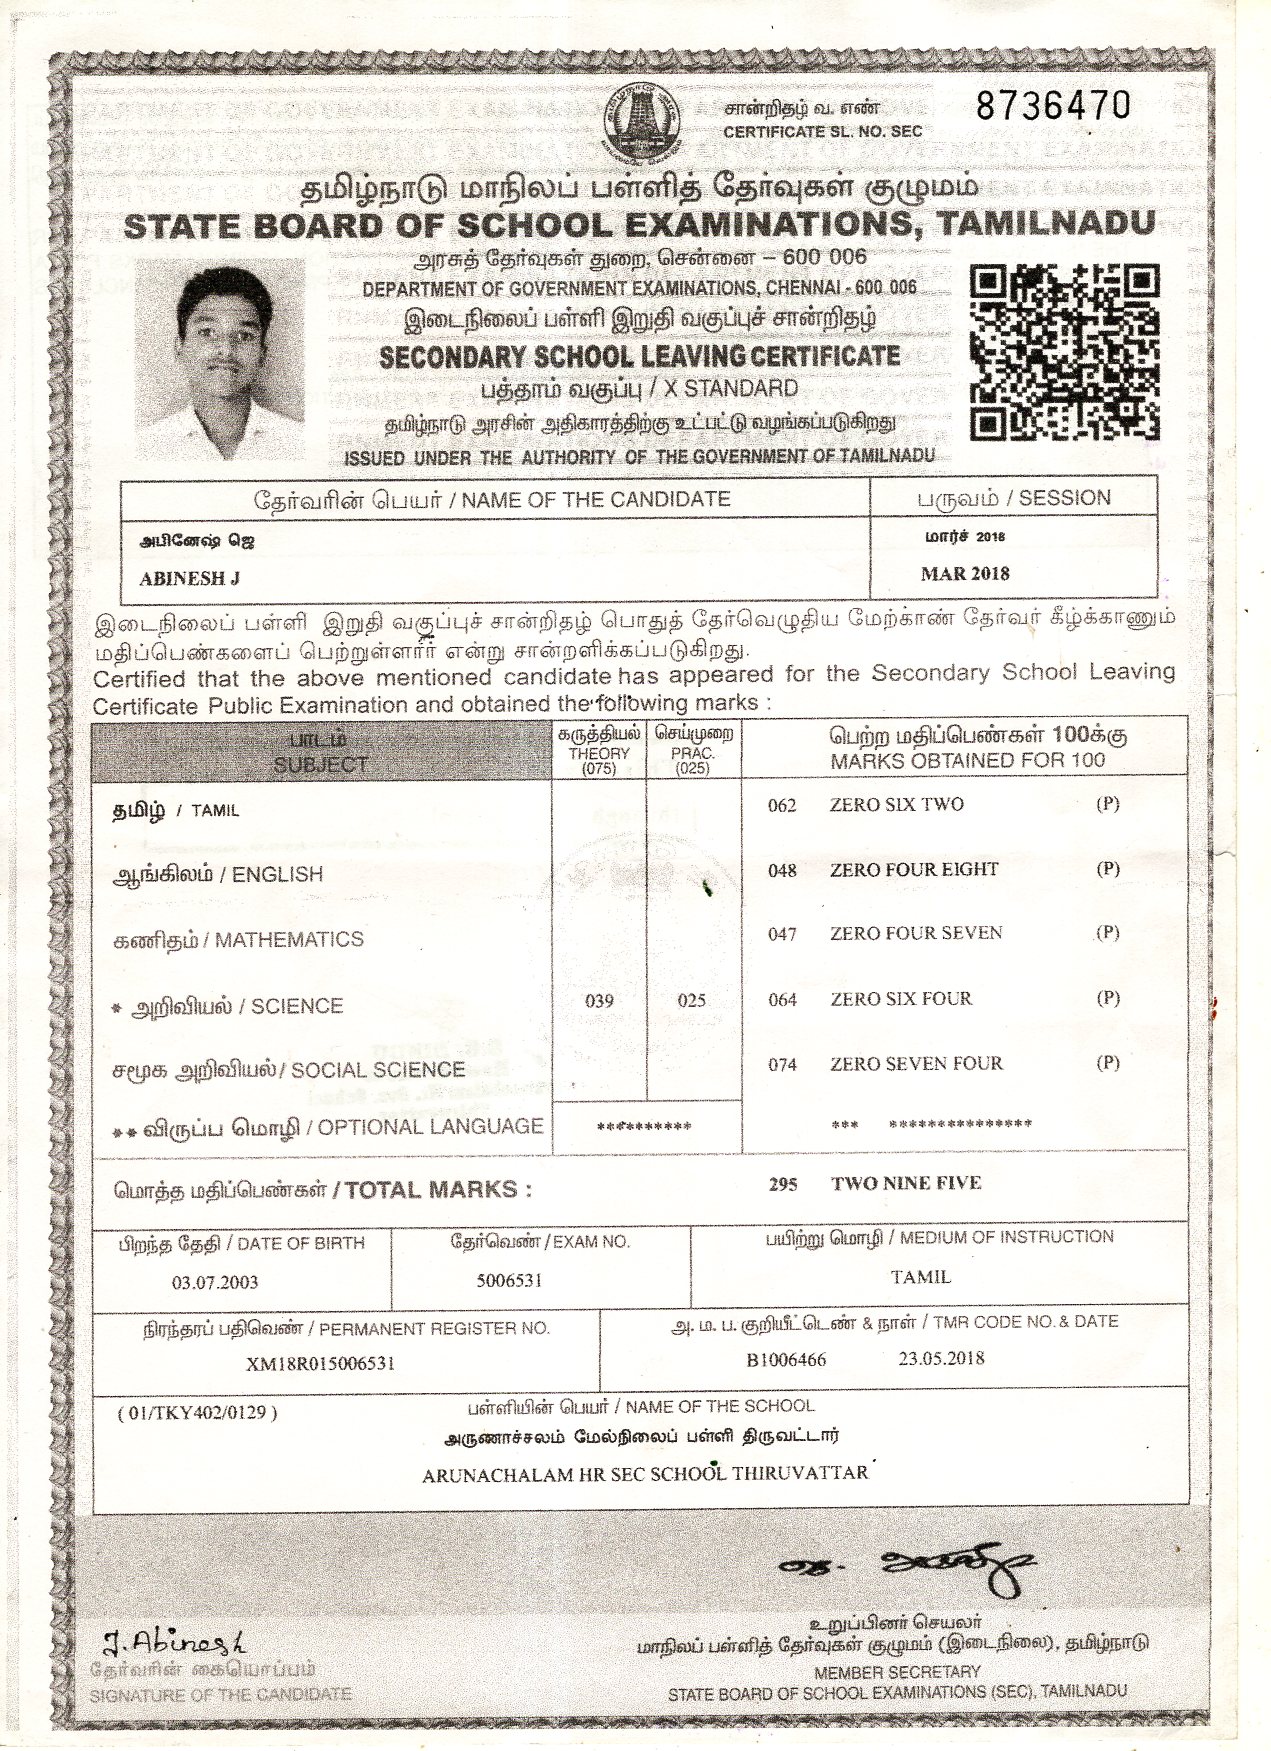 சான்றிதழ் வ. எண்
CERTIFICATE SL. NO. SEC
8736470
தமிழ்நாடு மாநிலப் பள்ளித் தேர்வுகள் குழுமம்
STATE BOARD OF SCHOOL EXAMINATIONS, TAMILNADU
அரசுத் தேர்வுகள் துறை, சென்னை – 600 006
DEPARTMENT OF GOVERNMENT EXAMINATIONS, CHENNAI - 600 006
இடைநிலைப் பள்ளி இறுதி வகுப்புச் சான்றிதழ்
SECONDARY SCHOOL LEAVING CERTIFICATE
பத்தாம் வகுப்பு / X STANDARD
தமிழ்நாடு அரசின் அதிகாரத்திற்கு உட்பட்டு வழங்கப்படுகிறது
ISSUED UNDER THE AUTHORITY OF THE GOVERNMENT OF TAMILNADU
தேர்வரின் பெயர் / NAME OF THE CANDIDATE
பருவம் / SESSION
அபினேஷ் ஜெ
மார்ச் 2018
ABINESH J
MAR 2018
இடைநிலைப் பள்ளி இறுதி வகுப்புச் சான்றிதழ் பொதுத் தேர்வெழுதிய மேற்காண் தேர்வர் கீழ்க்காணும்
மதிப்பெண்களைப் பெற்றுள்ளார் என்று சான்றளிக்கப்படுகிறது.
Certified that the above mentioned candidate has appeared for the Secondary School Leaving
Certificate Public Examination and obtained the following marks :
பாடம்
SUBJECT
கருத்தியல்
THEORY
(075)
செய்முறை
PRAC.
(025)
பெற்ற மதிப்பெண்கள் 100க்கு
MARKS OBTAINED FOR 100
தமிழ் / TAMIL 062 ZERO SIX TWO (P)
ஆங்கிலம் / ENGLISH 048 ZERO FOUR EIGHT (P)
கணிதம் / MATHEMATICS 047 ZERO FOUR SEVEN (P)
* அறிவியல் / SCIENCE 039 025 064 ZERO SIX FOUR (P)
சமூக அறிவியல் / SOCIAL SCIENCE 074 ZERO SEVEN FOUR (P)
** விருப்ப மொழி / OPTIONAL LANGUAGE ********** *** ***************
மொத்த மதிப்பெண்கள் / TOTAL MARKS : 295 TWO NINE FIVE
பிறந்த தேதி / DATE OF BIRTH
தேர்வெண் / EXAM NO.
பயிற்று மொழி / MEDIUM OF INSTRUCTION
03.07.2003
5006531
TAMIL
நிரந்தரப் பதிவெண் / PERMANENT REGISTER NO.
அ. ம. ப. குறியீட்டெண் & நாள் / TMR CODE NO. & DATE
XM18R015006531
B1006466 23.05.2018
( 01/TKY402/0129 )
பள்ளியின் பெயர் / NAME OF THE SCHOOL
அருணாச்சலம் மேல்நிலைப் பள்ளி திருவட்டார்
ARUNACHALAM HR SEC SCHOOL THIRUVATTAR
J. Abinesh
தேர்வரின் கையொப்பம்
SIGNATURE OF THE CANDIDATE
உறுப்பினர் செயலர்
மாநிலப் பள்ளித் தேர்வுகள் குழுமம் (இடைநிலை), தமிழ்நாடு
MEMBER SECRETARY
STATE BOARD OF SCHOOL EXAMINATIONS (SEC), TAMILNADU